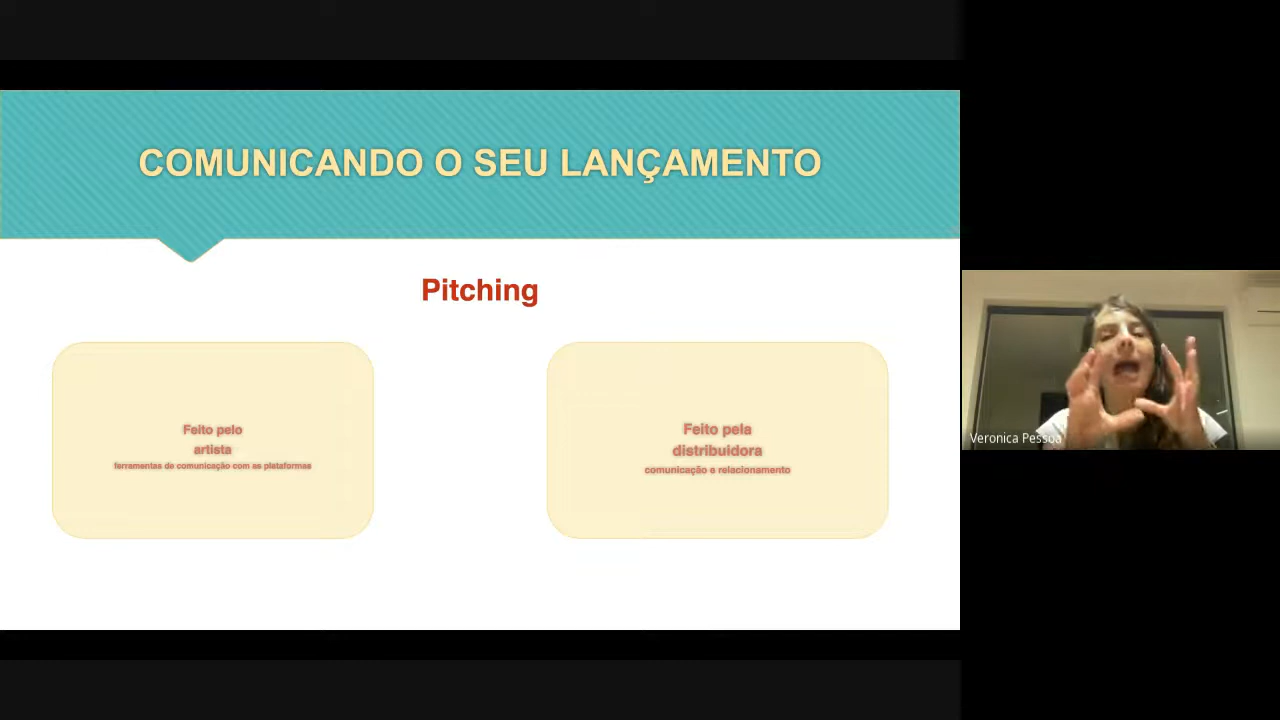 COMUNICANDO O SEU LANÇAMENTO
Pitching
Feito pelo
artista
ferramentas de comunicação com as plataformas
Feito pela
distribuidora
comunicação e relacionamento
Veronica Pessoa